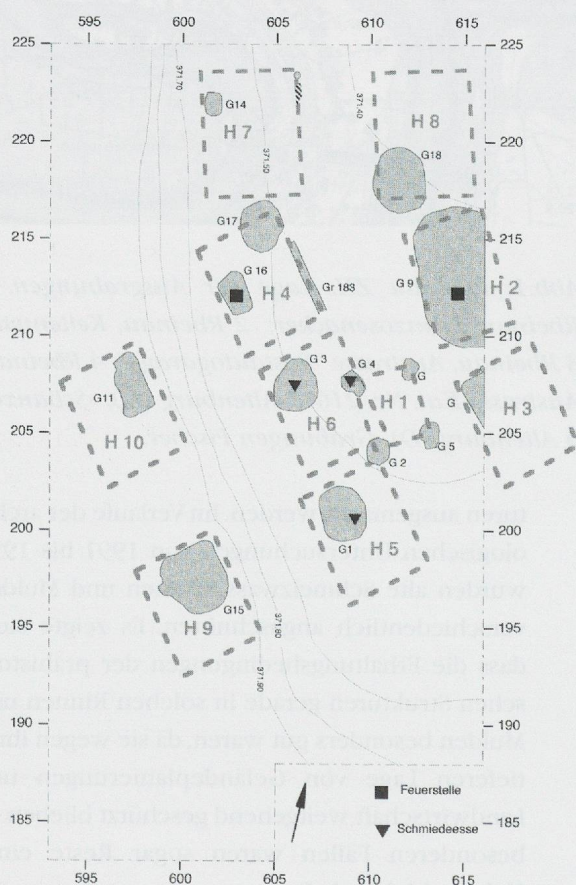 595 600 605 610 615
225 225
371.70
G14
H 7
371.40
H 8
220 220
G18
371.50
G17
215 215
G 16
H 4
Gr 183
G 9
H 2
210 210
G3
G 4
G
G11
H 1
H 3
H 6
H 10
205 205
G 5
G 2
G1
H 5
200 200
G15
H 9
371.80
195 195
371.90
190 190
Feuerstelle
Schmiedeesse
185 185
595 600 605 610 615